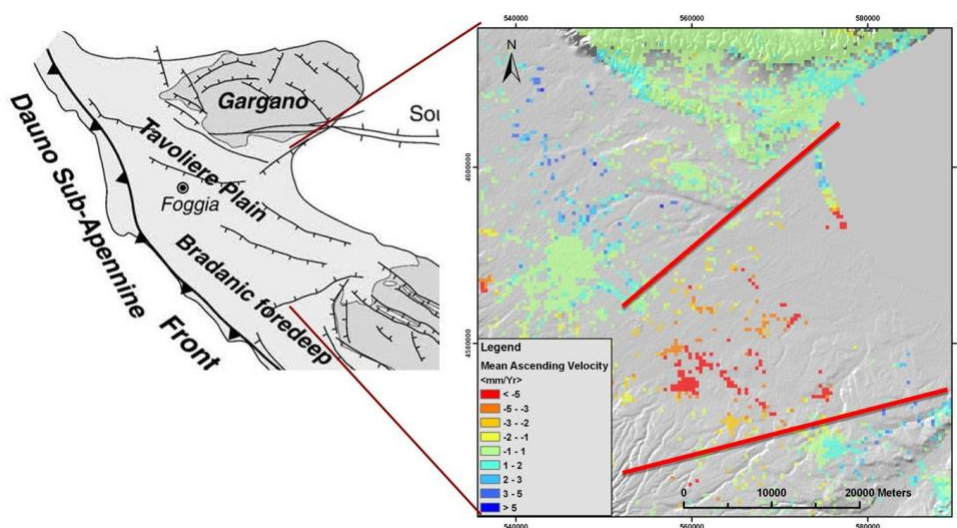 Gargano
Sou
Tavoliere Plain
Foggia
Dauno Sub-Apennine Front
Bradanic foredeep
540000
560000
580000
N
4600000
4580000
Legend
Mean Ascending Velocity
<mm/Yr>
< -5
-5 - -3
-3 - -2
-2 - -1
-1 - 1
1 - 2
2 - 3
3 - 5
> 5
0
10000
20000 Meters
540000
560000
580000